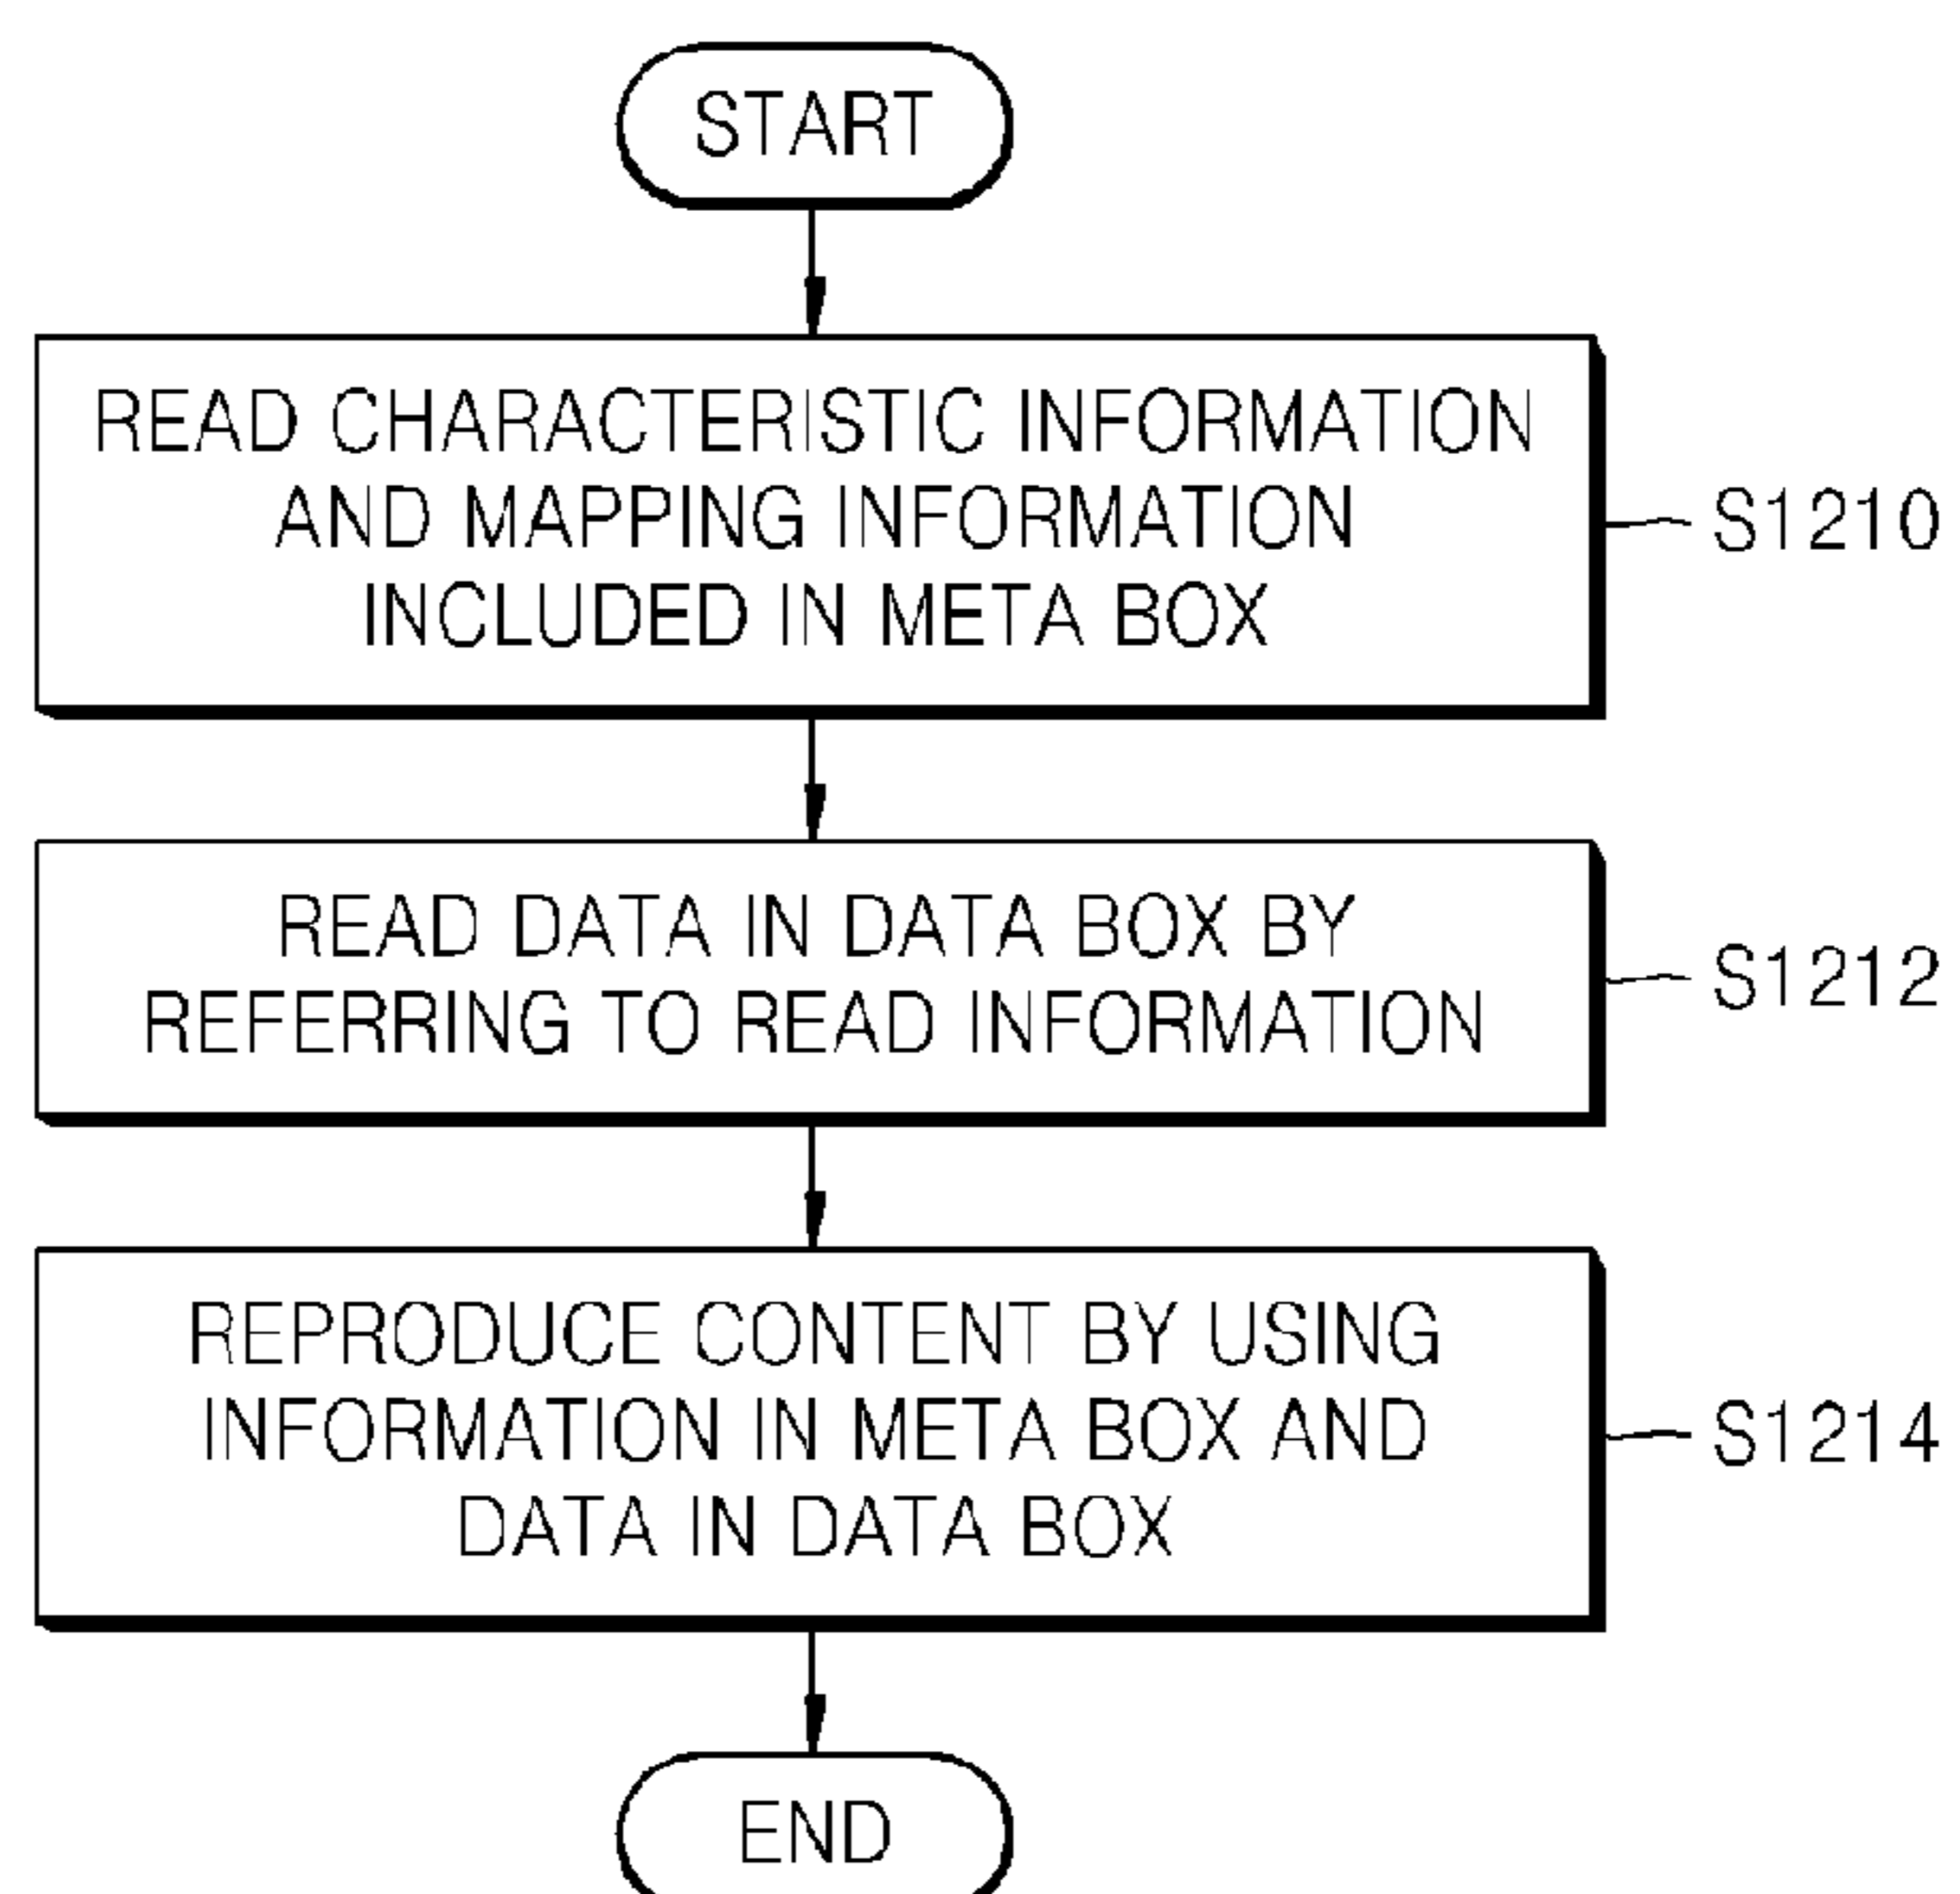 START
READ CHARACTERISTIC INFORMATION
AND MAPPING INFORMATION
INCLUDED IN META BOX
S1210
READ DATA IN DATA BOX BY
REFERRING TO READ INFORMATION
S1212
REPRODUCE CONTENT BY USING
INFORMATION IN META BOX AND
DATA IN DATA BOX
S1214
END